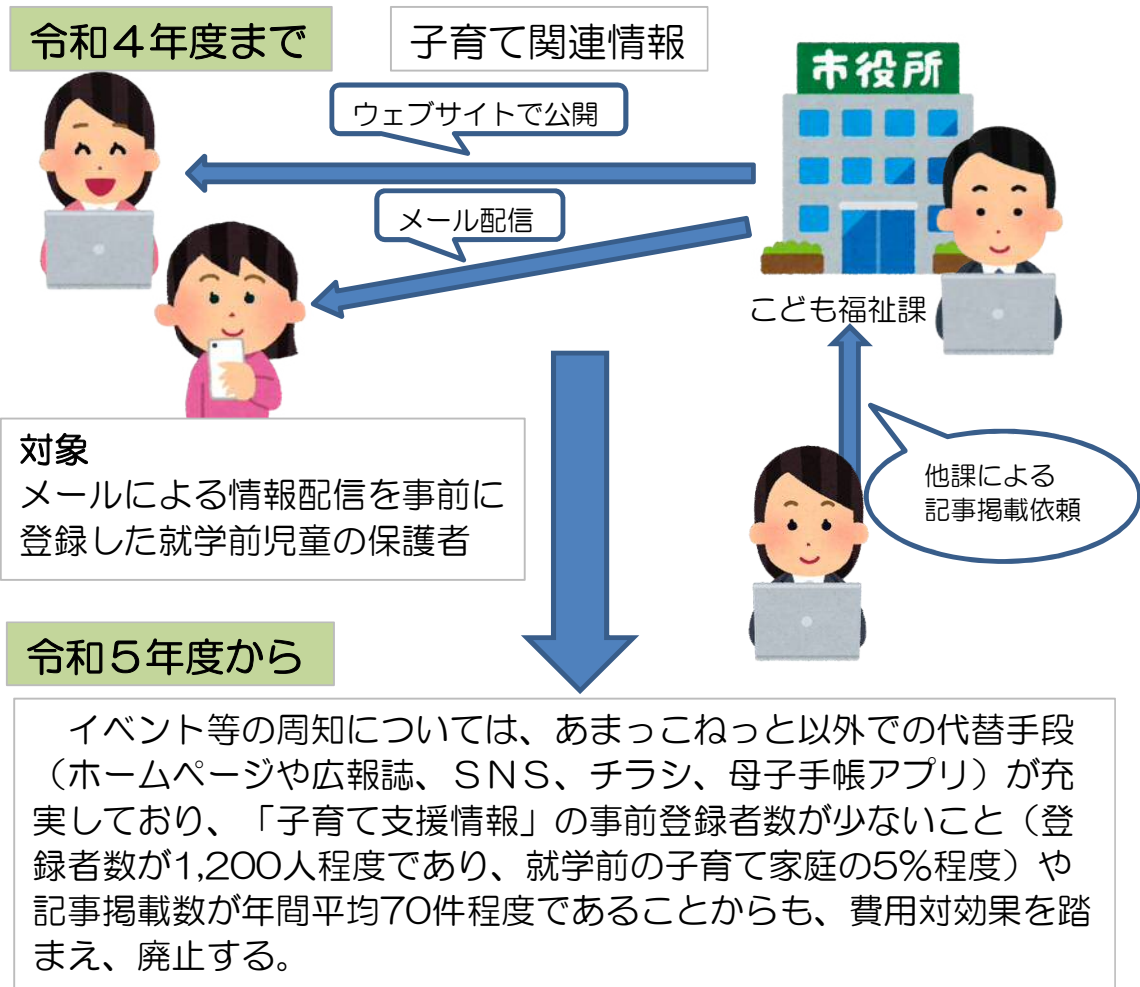 令和４年度まで
子育て関連情報
市役所
ウェブサイトで公開
メール配信
こども福祉課
対象
メールによる情報配信を事前に
登録した就学前児童の保護者
他課による
記事掲載依頼
令和５年度から
イベント等の周知については、あまっこねっと以外での代替手段
（ホームページや広報誌、ＳＮＳ、チラシ、母子手帳アプリ）が充
実しており、「子育て支援情報」の事前登録者数が少ないこと（登
録者数が1,200人程度であり、就学前の子育て家庭の5%程度）や
記事掲載数が年間平均70件程度であることからも、費用対効果を踏
まえ、廃止する。